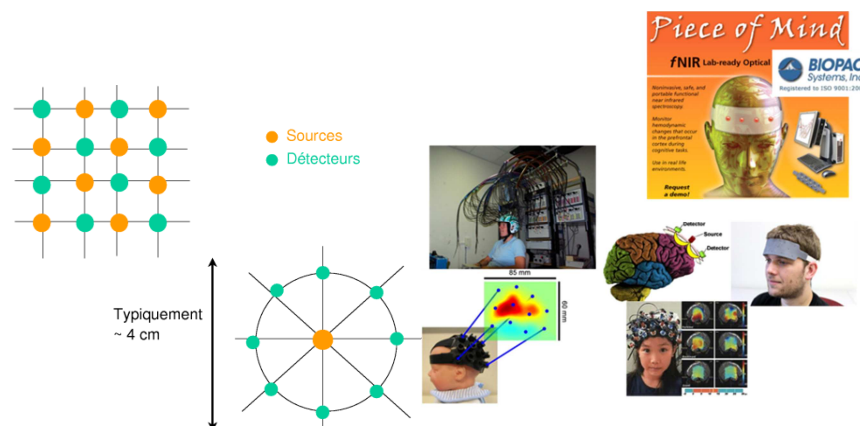 Sources
Détecteurs
Typiquement
~ 4 cm
85 mm
60 mm
Piece of Mind
fNIR Lab-ready Optical
BIOPAC
Systems, Inc.
Registered to ISO 9001:200
Noninvasive, safe, and
portable functional
near infrared
spectroscopy.
Monitor
hemodynamic
changes that occur
in the prefrontal
cortex during
cognitive tasks.
Use in real life
environments.
Request
a demo!
Detector
Source
Detector